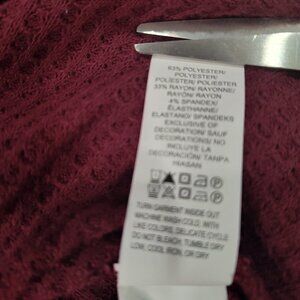 63% POLYESTER/
POLYESTER/
POLIESTER/POLIESTER
33% RAYON/ RAYONNE/
RAYÓN/ RAYON
4% SPANDEX/
ÉLASTHANNE/
ELASTANO/ SPANDEKS
EXCLUSIVE OF
DECORATION/ SAUF
DÉCORATIONS/ NO
INCLUYE LA
DECORACIÓN/TANPA
HIASAN
TURN GARMENT INSIDE OUT
MACHINE WASH COLD, WITH
LIKE COLORS, DELICATE CYCLE
DO NOT BLEACH, TUMBLE DRY
LOW, COOL IRON, OR DRY